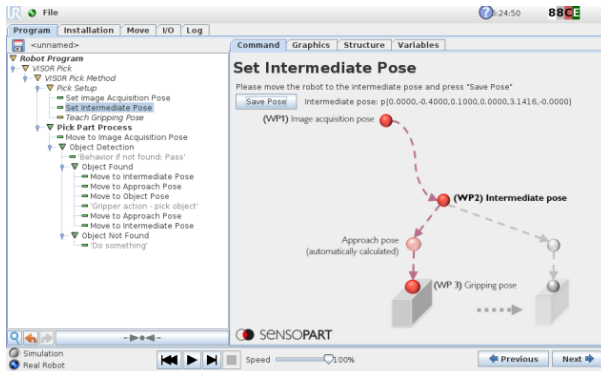 File
6:24:50
88CE
Program Installation Move I/O Log
<unnamed>
Command Graphics Structure Variables
Robot Program
VISOR Pick
VISOR Pick Method
Pick Setup
Set Image Acquisition Pose
Set Intermediate Pose
Teach Gripping Pose
Pick Part Process
Move to Image Acquisition Pose
Object Detection
'Behavior if not found: Pass'
Object Found
Move to Intermediate Pose
Move to Approach Pose
Move to Object Pose
'Gripper action - pick object'
Move to Approach Pose
Move to Intermediate Pose
Object Not Found
'Do something'
Set Intermediate Pose
Please move the robot to the intermediate pose and press "Save Pose"
Save Pose Intermediate pose: p[0.0000,-0.4000,0.1000,0.0000,3.1416,-0.0000]
(WP1) Image acquisition pose
(WP2) Intermediate pose
Approach pose
(automatically calculated)
(WP 3) Gripping pose
SENSOPART
Simulation
Real Robot
Speed 100%
Previous Next